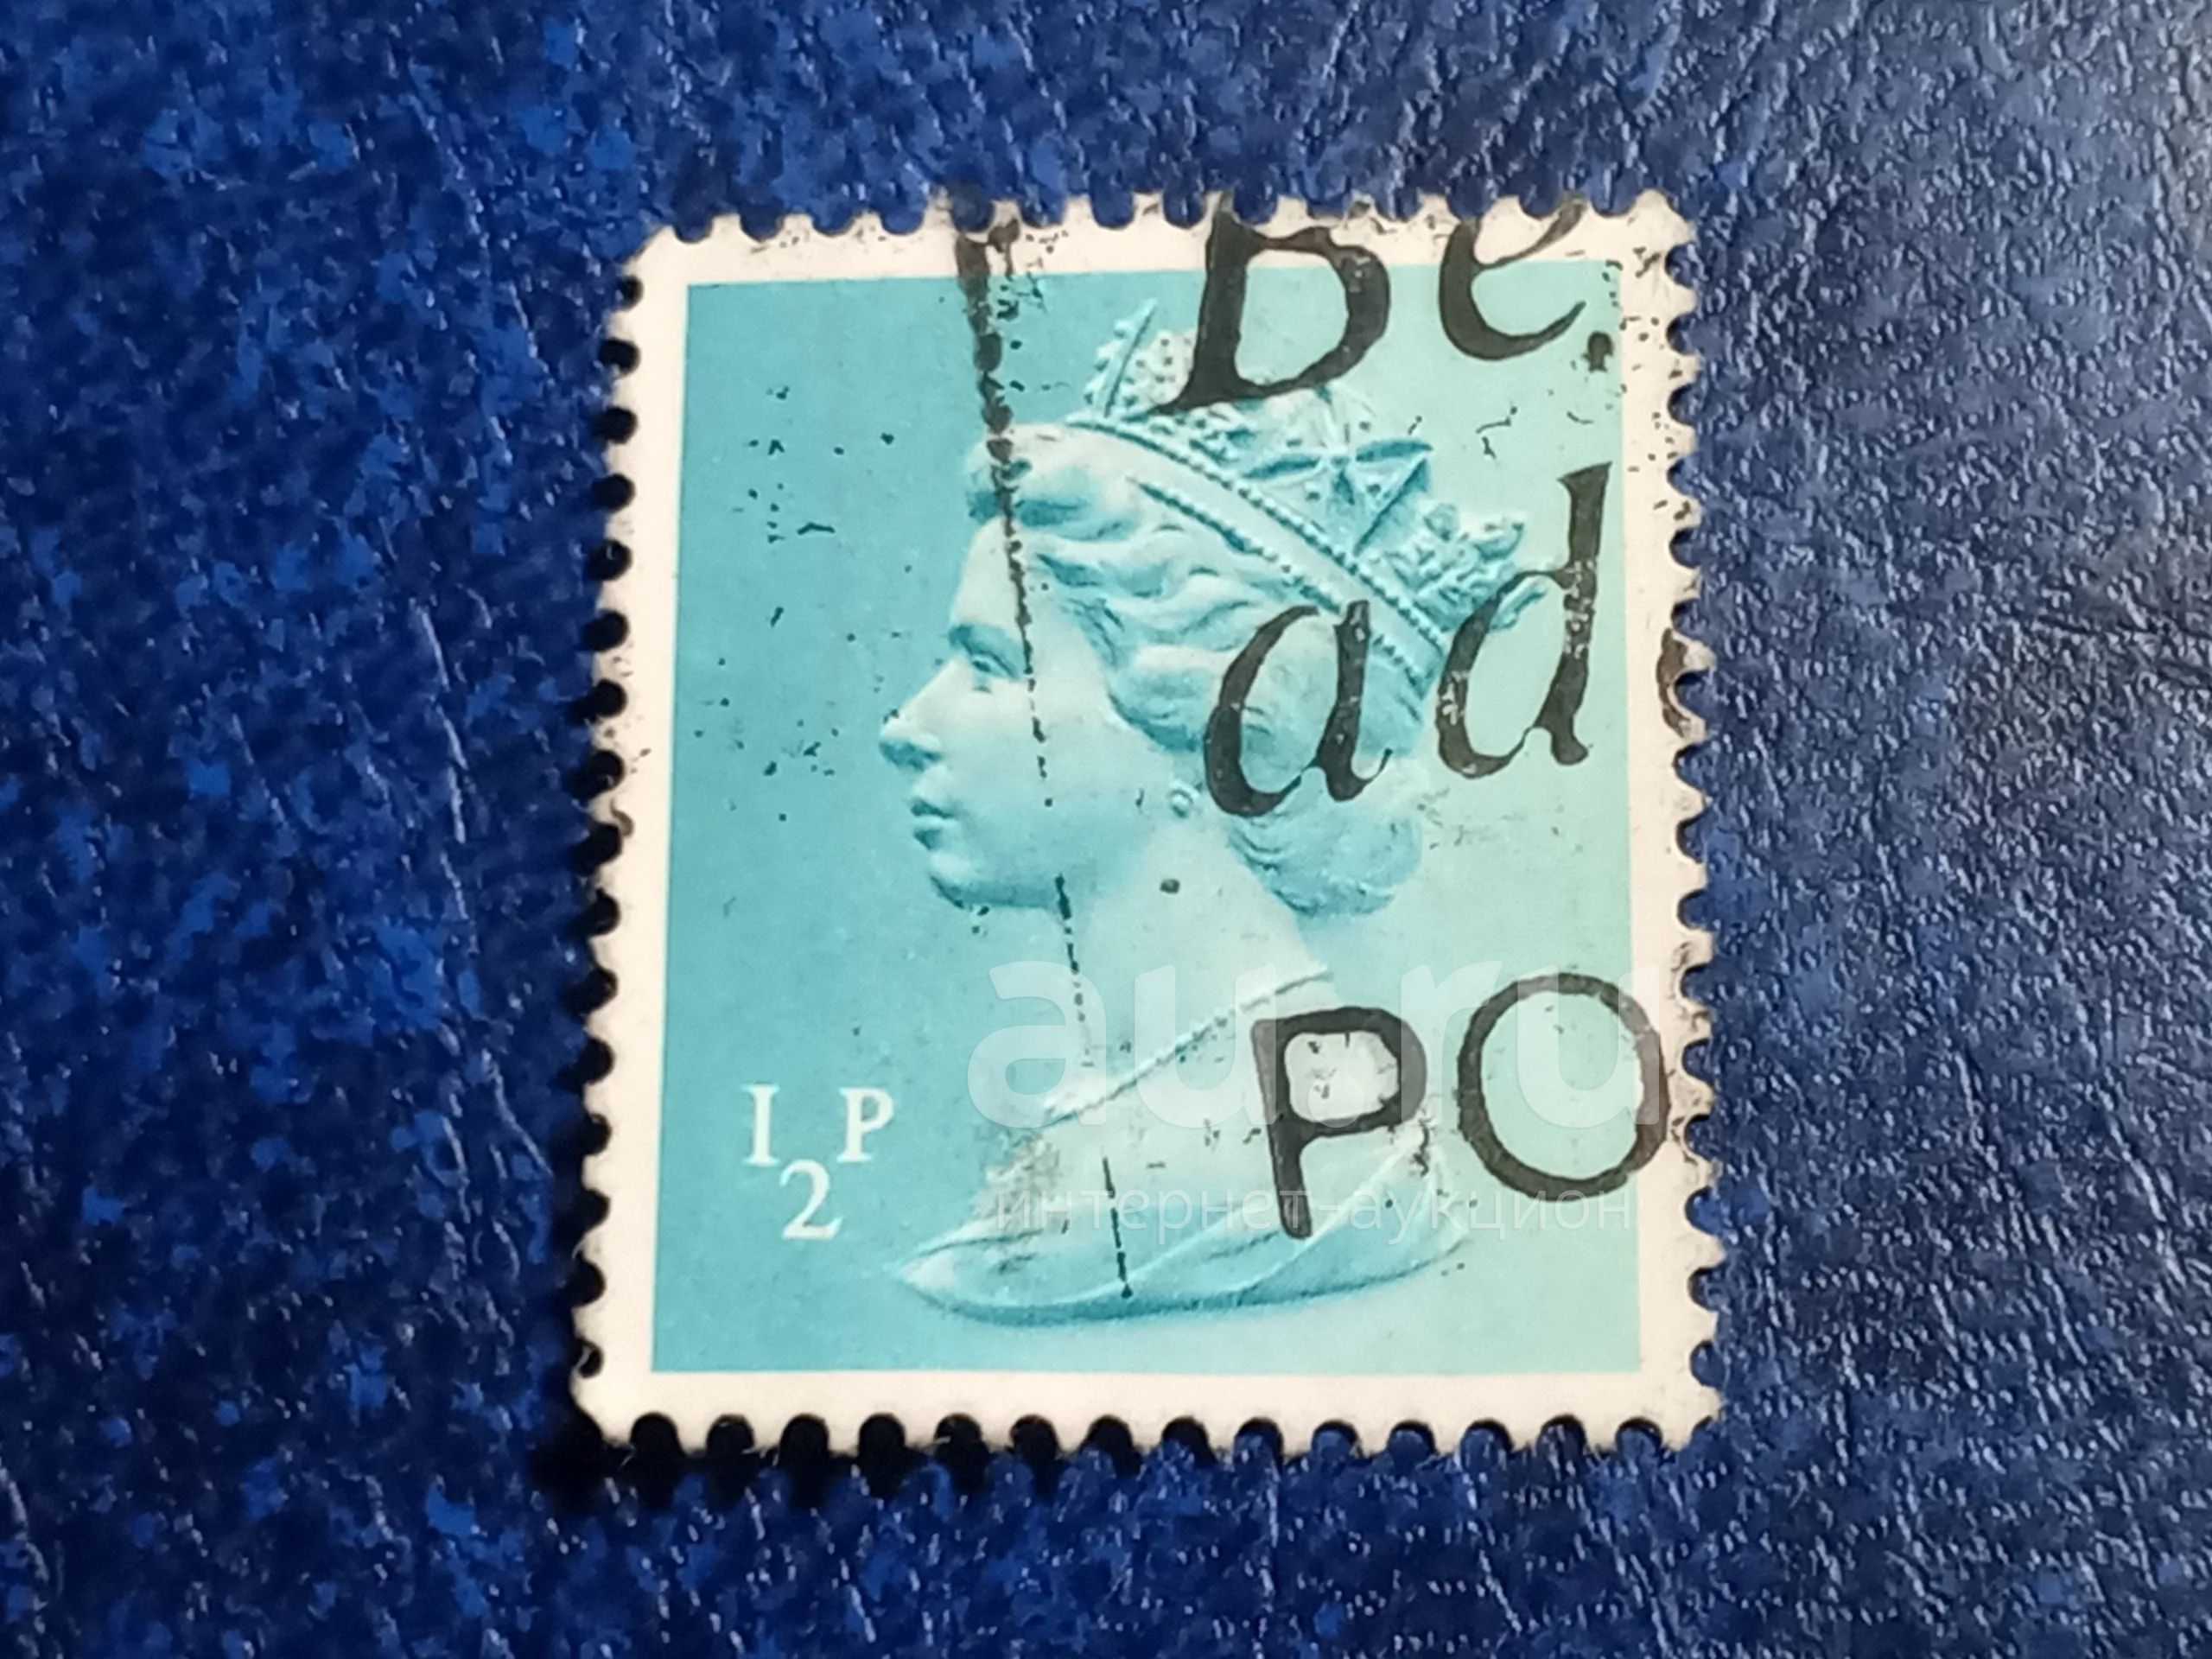 Be.
ad
PO
1/2 P
au.ru
интернет-аукцион